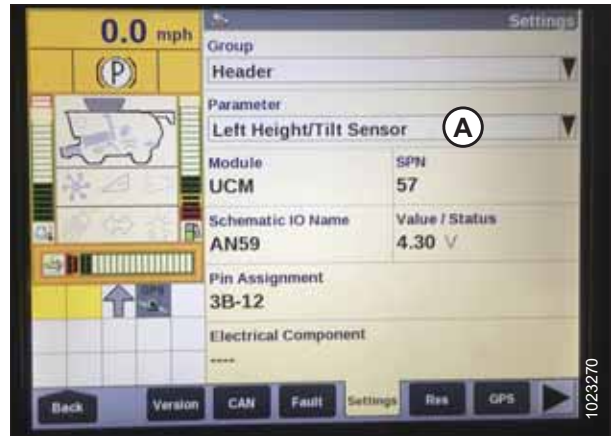 0.0 mph
Settings
(P)
Group
Header
Parameter
Left Height/Tilt Sensor
A
Module
SPN
UCM
57
Schematic IO Name
Value / Status
AN59
4.30 V
Pin Assignment
3B-12
GPS
Electrical Component
----
Back
Version
CAN
Fault
Settings
Res
GPS
1023270